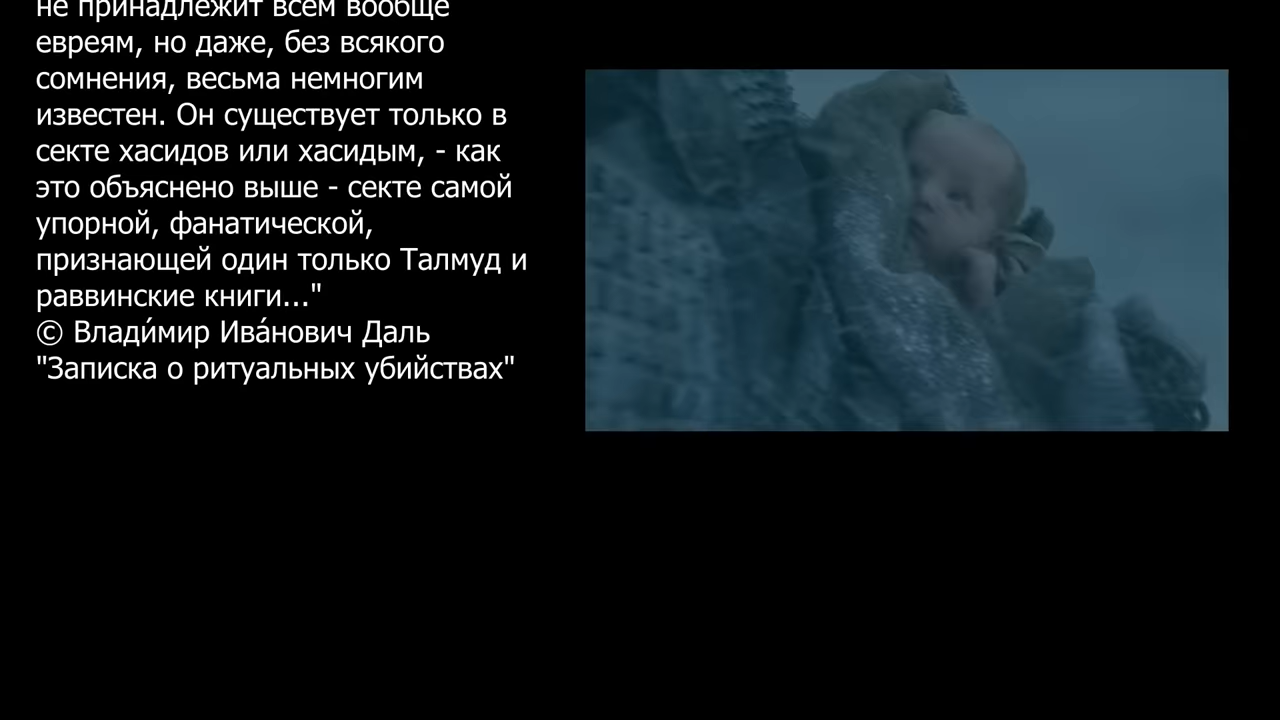 не принадлежит всем вообще
евреям, но даже, без всякого
сомнения, весьма немногим
известен. Он существует только в
секте хасидов или хасидым, - как
это объяснено выше - секте самой
упорной, фанатической,
признающей один только Талмуд и
раввинские книги..."
© Влади́мир Ива́нович Даль
"Записка о ритуальных убийствах"